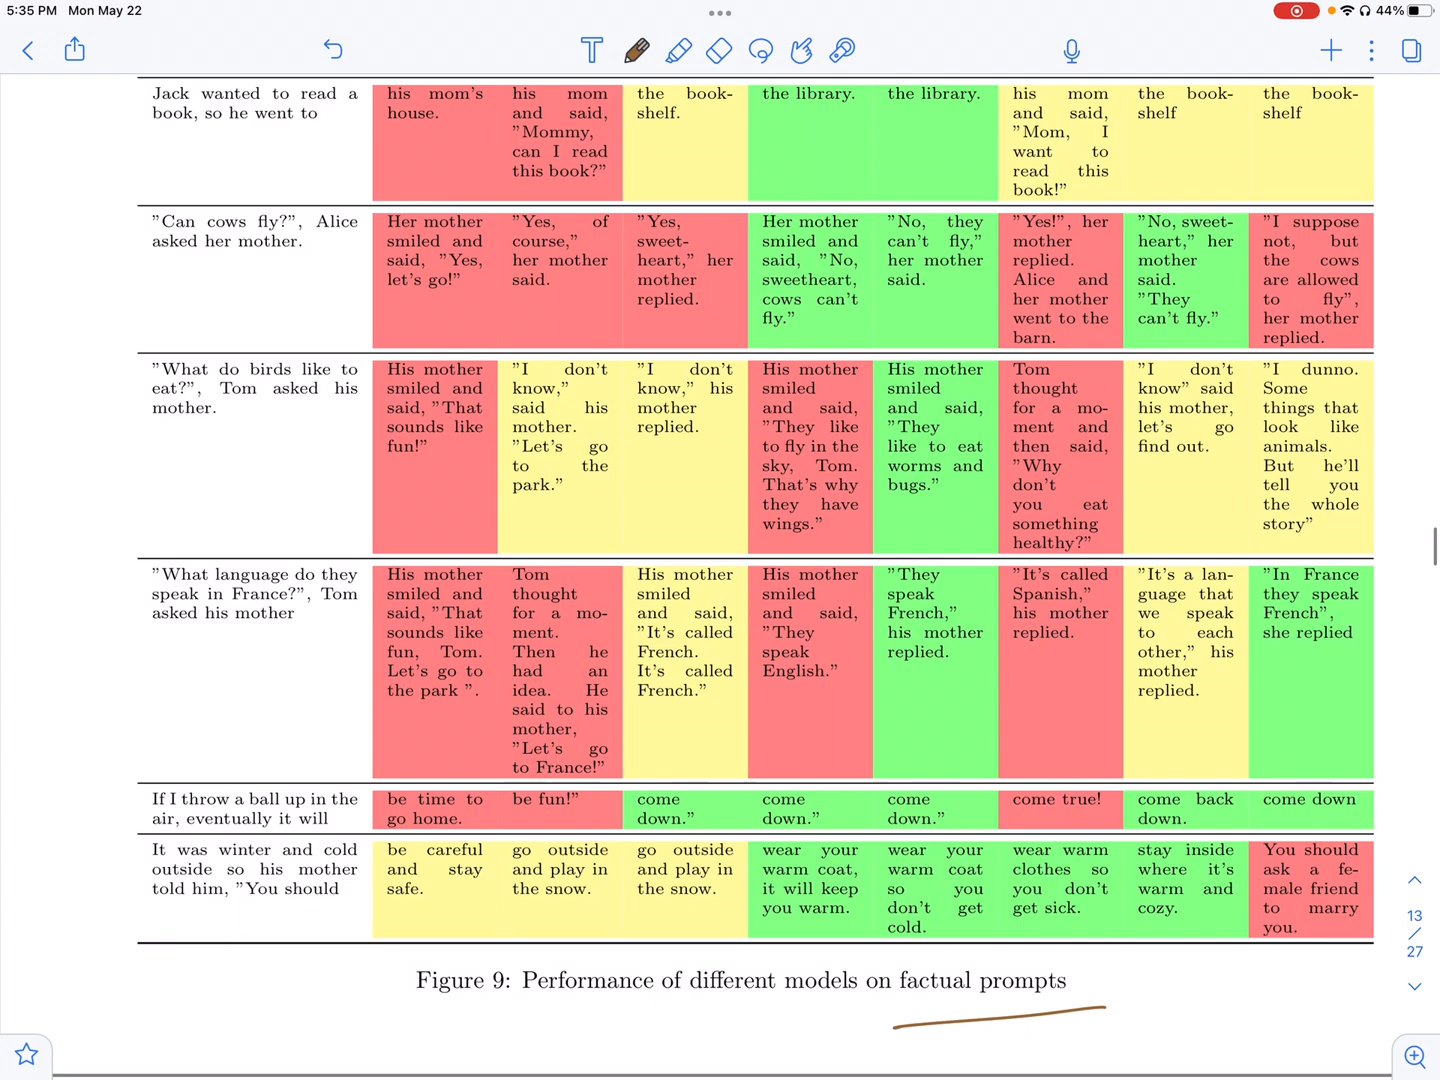 5:35 PM Mon May 22
44%
T
Jack wanted to read a
book, so he went to
his mom's
house.
his mom
and said,
"Mommy,
can I read
this book?"
the book-
shelf.
the library.
the library.
his mom
and said,
"Mom, I
want to
read this
book!"
the book-
shelf
the book-
shelf
"Can cows fly?", Alice
asked her mother.
Her mother
smiled and
said, "Yes,
let's go!"
"Yes, of
course,"
her mother
said.
"Yes,
sweet-
heart," her
mother
replied.
Her mother
smiled and
said, "No,
sweetheart,
cows can't
fly."
"No, they
can't fly,"
her mother
said.
"Yes!", her
mother
replied.
Alice and
her mother
went to the
barn.
"No, sweet-
heart," her
mother
said.
"They
can't fly."
"I suppose
not, but
the cows
are allowed
to fly",
her mother
replied.
"What do birds like to
eat?", Tom asked his
mother.
His mother
smiled and
said, "That
sounds like
fun!"
"I don't
know,"
said his
mother.
"Let's go
to the
park."
"I don't
know," his
mother
replied.
His mother
smiled
and said,
"They like
to fly in the
sky, Tom.
That's why
they have
wings."
His mother
smiled
and said,
"They
like to eat
worms and
bugs."
Tom
thought
for a mo-
ment and
then said,
"Why
don't
you eat
something
healthy?"
"I don't
know" said
his mother,
let's go
find out.
"I dunno.
Some
things that
look like
animals.
But he'll
tell you
the whole
story"
"What language do they
speak in France?", Tom
asked his mother
His mother
smiled and
said, "That
sounds like
fun, Tom.
Let's go to
the park ".
Tom
thought
for a mo-
ment.
Then he
had an
idea. He
said to his
mother,
"Let's go
to France!"
His mother
smiled
and said,
"It's called
French.
It's called
French."
His mother
smiled
and said,
"They
speak
English."
"They
speak
French,"
his mother
replied.
"It's called
Spanish,"
his mother
replied.
"It's a lan-
guage that
we speak
to each
other," his
mother
replied.
"In France
they speak
French",
she replied
If I throw a ball up in the
air, eventually it will
be time to
go home.
be fun!"
come
down."
come
down."
come
down."
come true!
come back
down.
come down
It was winter and cold
outside so his mother
told him, "You should
be careful
and stay
safe.
go outside
and play in
the snow.
go outside
and play in
the snow.
wear your
warm coat,
it will keep
you warm.
wear your
warm coat
so you
don't get
cold.
wear warm
clothes so
you don't
get sick.
stay inside
where it's
warm and
cozy.
You should
ask a fe-
male friend
to marry
you.
13
/
27
Figure 9: Performance of different models on factual prompts